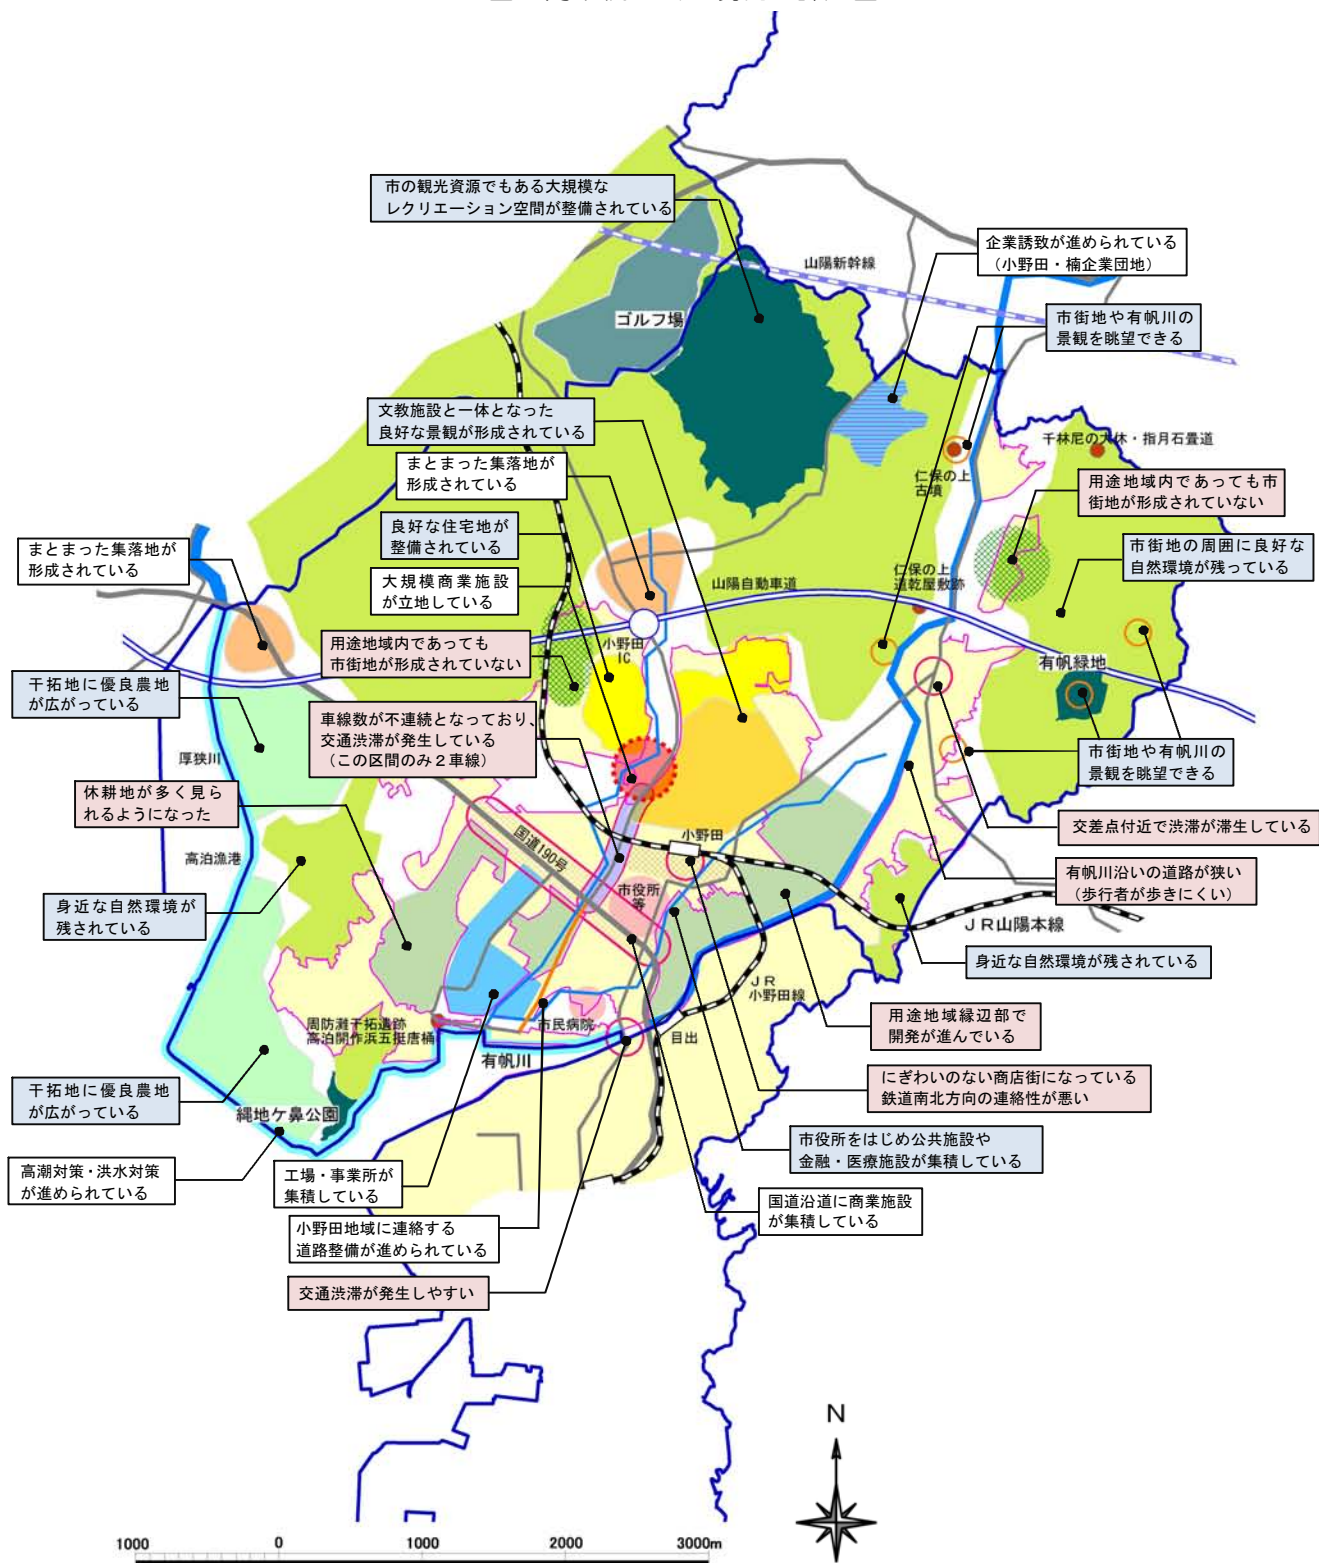 市の観光資源でもある大規模な
レクリエーション空間が整備されている
企業誘致が進められている
（小野田・楠企業団地）
山陽新幹線
市街地や有帆川の
景観を眺望できる
ゴルフ場
文教施設と一体となった
良好な景観が形成されている
千林尼の大休・指月石畳道
まとまった集落地が
形成されている
仁保の上
古墳
用途地域内であっても市
街地が形成されていない
良好な住宅地が
整備されている
まとまった集落地が
形成されている
市街地の周囲に良好な
自然環境が残っている
大規模商業施設
が立地している
山陽自動車道
仁保の上
道乾屋敷跡
用途地域内であっても
市街地が形成されていない
小野田
IC
有帆緑地
干拓地に優良農地
が広がっている
車線数が不連続となっており、
交通渋滞が発生している
（この区間のみ２車線）
市街地や有帆川の
景観を眺望できる
厚狭川
休耕地が多く見ら
れるようになった
国道190号
小野田
交差点付近で渋滞が滞生している
高泊漁港
有帆川沿いの道路が狭い
（歩行者が歩きにくい）
市役所
等
身近な自然環境が
残されている
ＪＲ山陽本線
身近な自然環境が残されている
ＪＲ
小野田線
周防灘干拓遺跡
高泊開作浜五挺唐樋
市民病院
用途地域縁辺部で
開発が進んでいる
目出
有帆川
にぎわいのない商店街になっている
鉄道南北方向の連絡性が悪い
干拓地に優良農地
が広がっている
縄地ケ鼻公園
市役所をはじめ公共施設や
金融・医療施設が集積している
高潮対策・洪水対策
が進められている
工場・事業所が
集積している
国道沿道に商業施設
が集積している
小野田地域に連絡する
道路整備が進められている
交通渋滞が発生しやすい
N
1000 0 1000 2000 3000m